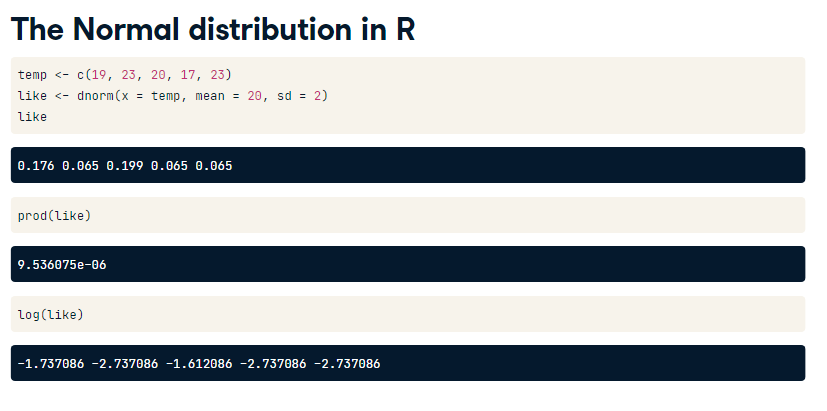 The Normal distribution in R
temp <- c(19, 23, 20, 17, 23)
like <- dnorm(x = temp, mean = 20, sd = 2)
like
0.176 0.065 0.199 0.065 0.065
prod(like)
9.536075e-06
log(like)
-1.737086 -2.737086 -1.612086 -2.737086 -2.737086